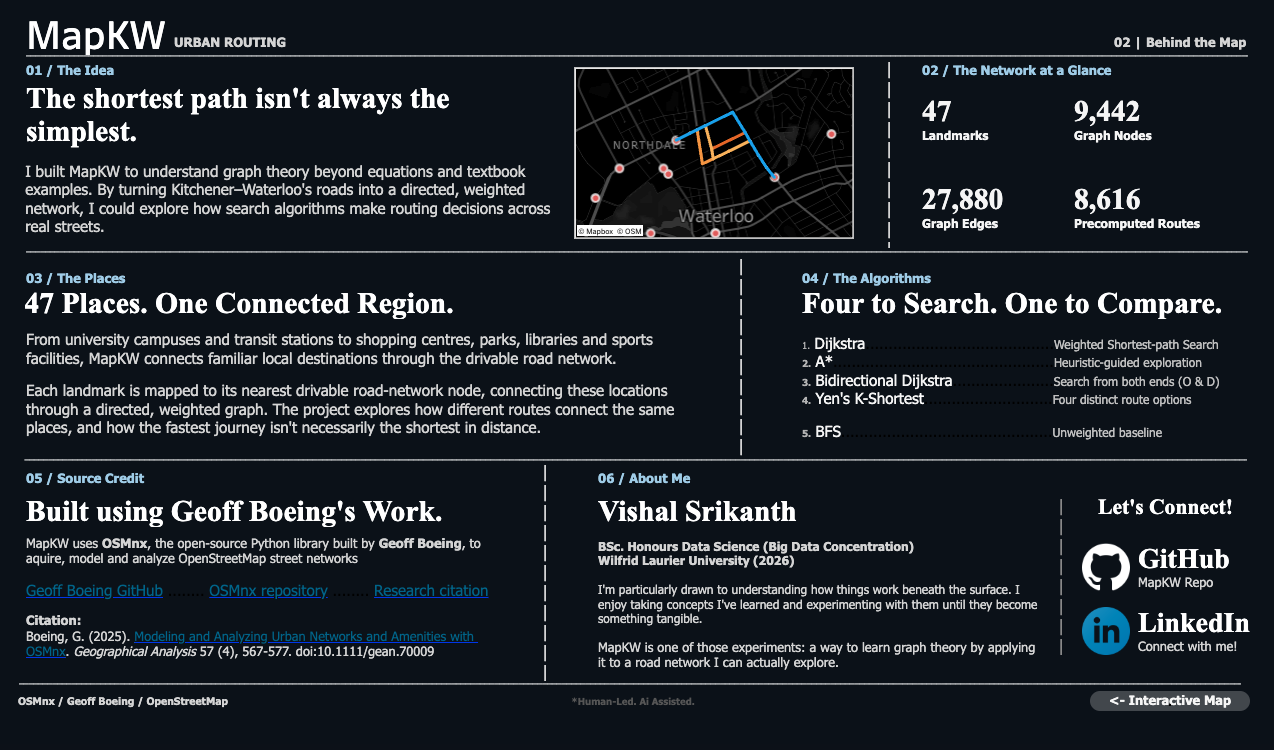 MapKW URBAN ROUTING
02 | Behind the Map
01 / The Idea
The shortest path isn't always the
simplest.
I built MapKW to understand graph theory beyond equations and textbook
examples. By turning Kitchener–Waterloo's roads into a directed, weighted
network, I could explore how search algorithms make routing decisions across
real streets.
NORTHDALE
Waterloo
© Mapbox © OSM
02 / The Network at a Glance
47
Landmarks
9,442
Graph Nodes
27,880
Graph Edges
8,616
Precomputed Routes
03 / The Places
47 Places. One Connected Region.
From university campuses and transit stations to shopping centres, parks, libraries and sports
facilities, MapKW connects familiar local destinations through the drivable road network.
Each landmark is mapped to its nearest drivable road-network node, connecting these locations
through a directed, weighted graph. The project explores how different routes connect the same
places, and how the fastest journey isn't necessarily the shortest in distance.
04 / The Algorithms
Four to Search. One to Compare.
1. Dijkstra Weighted Shortest-path Search
2. A* Heuristic-guided exploration
3. Bidirectional Dijkstra Search from both ends (O & D)
4. Yen's K-Shortest Four distinct route options
5. BFS Unweighted baseline
05 / Source Credit
Built using Geoff Boeing's Work.
MapKW uses OSMnx, the open-source Python library built by Geoff Boeing, to
aquire, model and analyze OpenStreetMap street networks
Geoff Boeing GitHub ........ OSMnx repository ........ Research citation
Citation:
Boeing, G. (2025). Modeling and Analyzing Urban Networks and Amenities with
OSMnx. Geographical Analysis 57 (4), 567-577. doi:10.1111/gean.70009
06 / About Me
Vishal Srikanth
BSc. Honours Data Science (Big Data Concentration)
Wilfrid Laurier University (2026)
I'm particularly drawn to understanding how things work beneath the surface. I
enjoy taking concepts I've learned and experimenting with them until they become
something tangible.
MapKW is one of those experiments: a way to learn graph theory by applying
it to a road network I can actually explore.
Let's Connect!
GitHub
MapKW Repo
in
LinkedIn
Connect with me!
OSMnx / Geoff Boeing / OpenStreetMap
*Human-Led. Ai Assisted.
<- Interactive Map